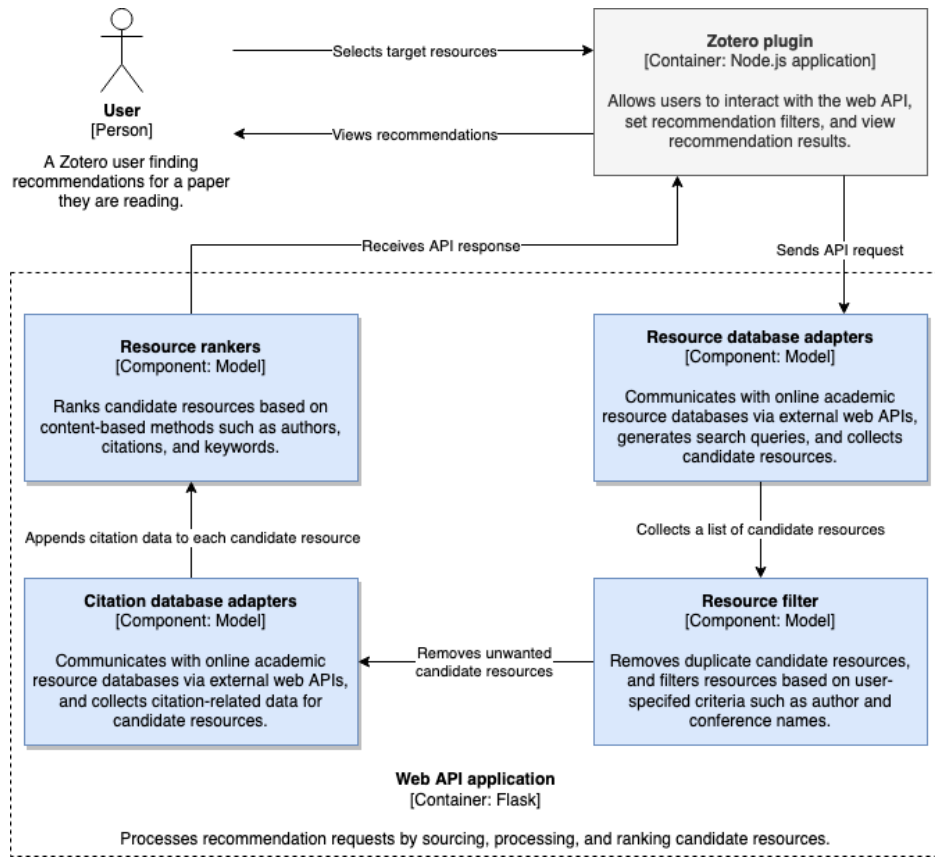 Selects target resources
Zotero plugin
[Container: Node.js application]
Allows users to interact with the web API,
set recommendation filters, and view
recommendation results.
User
[Person]
Views recommendations
A Zotero user finding
recommendations for a paper
they are reading.
Receives API response
Sends API request
Resource rankers
[Component: Model]
Ranks candidate resources based on
content-based methods such as authors,
citations, and keywords.
Resource database adapters
[Component: Model]
Communicates with online academic
resource databases via external web APIs,
generates search queries, and collects
candidate resources.
Appends citation data to each candidate resource
Collects a list of candidate resources
Citation database adapters
[Component: Model]
Communicates with online academic
resource databases via external web APIs,
and collects citation-related data for
candidate resources.
Removes unwanted
candidate resources
Resource filter
[Component: Model]
Removes duplicate candidate resources,
and filters resources based on user-
specifed criteria such as author and
conference names.
Web API application
[Container: Flask]
Processes recommendation requests by sourcing, processing, and ranking candidate resources.